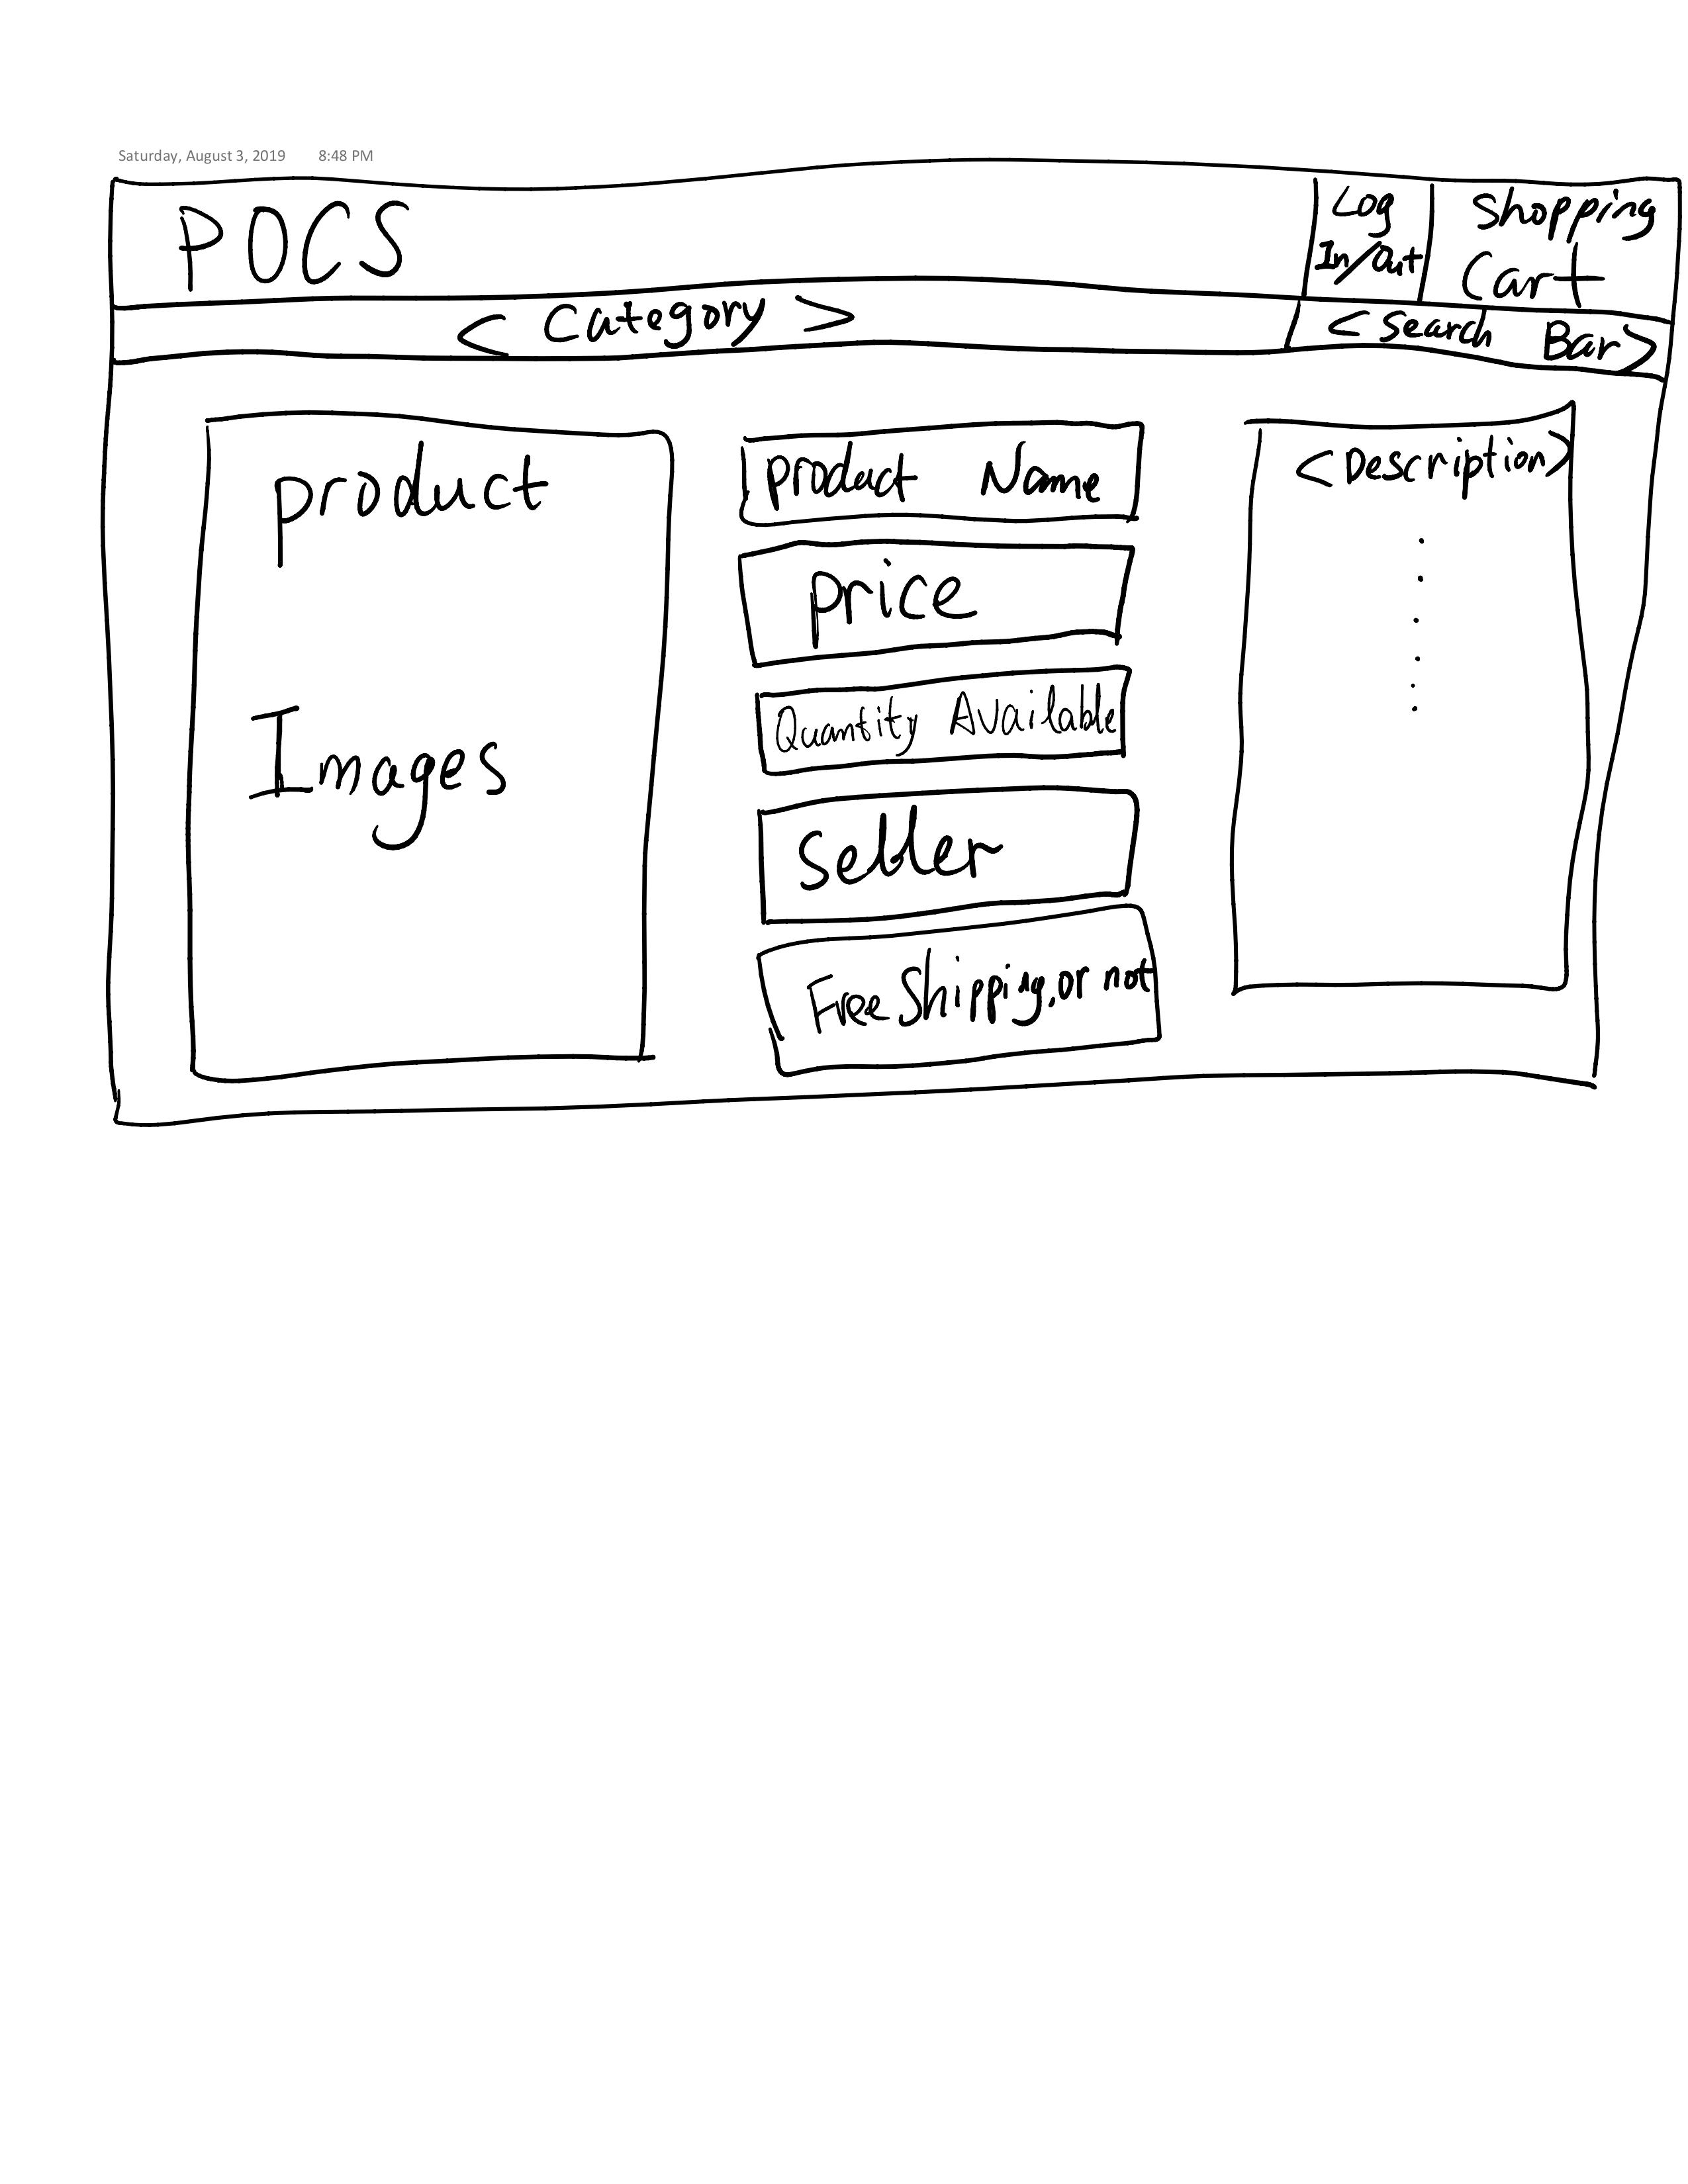 Saturday, August 3, 2019 8:48 PM
POCS
Log
In/Out
Shopping
Cart
< Category >
< Search Bar>
product
Images
Product Name
Price
Quantity Available
Seller
Free Shipping, or not
<Description>